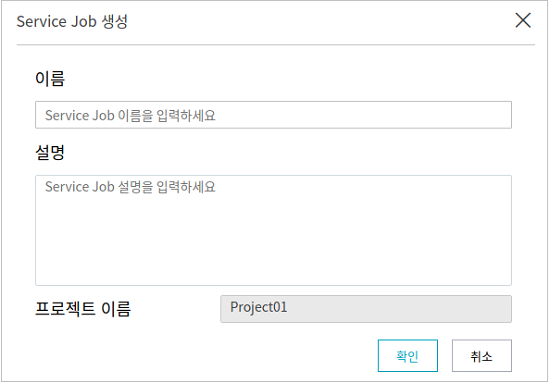 Service Job 생성
이름
Service Job 이름을 입력하세요
설명
Service Job 설명을 입력하세요
프로젝트 이름
Project01
확인
취소